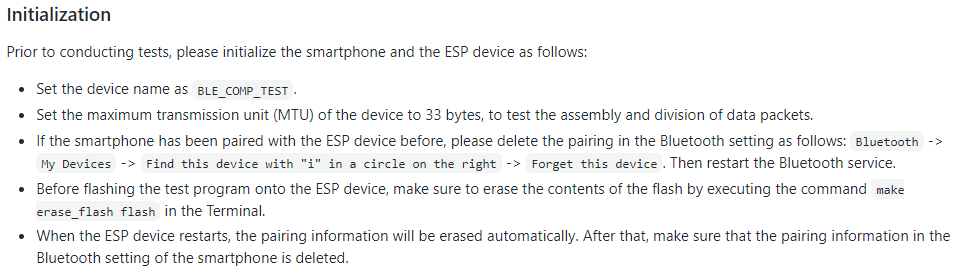 Initialization
Prior to conducting tests, please initialize the smartphone and the ESP device as follows:
• Set the device name as BLE_COMP_TEST .
• Set the maximum transmission unit (MTU) of the device to 33 bytes, to test the assembly and division of data packets.
• If the smartphone has been paired with the ESP device before, please delete the pairing in the Bluetooth setting as follows: Bluetooth ->
My Devices -> Find this device with "i" in a circle on the right -> Forget this device . Then restart the Bluetooth service.
• Before flashing the test program onto the ESP device, make sure to erase the contents of the flash by executing the command make
erase_flash flash in the Terminal.
• When the ESP device restarts, the pairing information will be erased automatically. After that, make sure that the pairing information in the
Bluetooth setting of the smartphone is deleted.